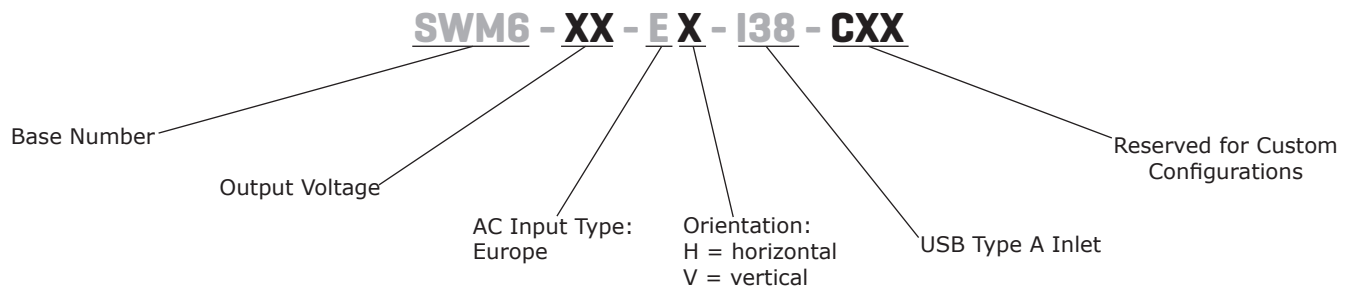 SWM6 - XX - E X - I38 - CXX
Base Number
Output Voltage
AC Input Type:
Europe
Orientation:
H = horizontal
V = vertical
USB Type A Inlet
Reserved for Custom
Configurations